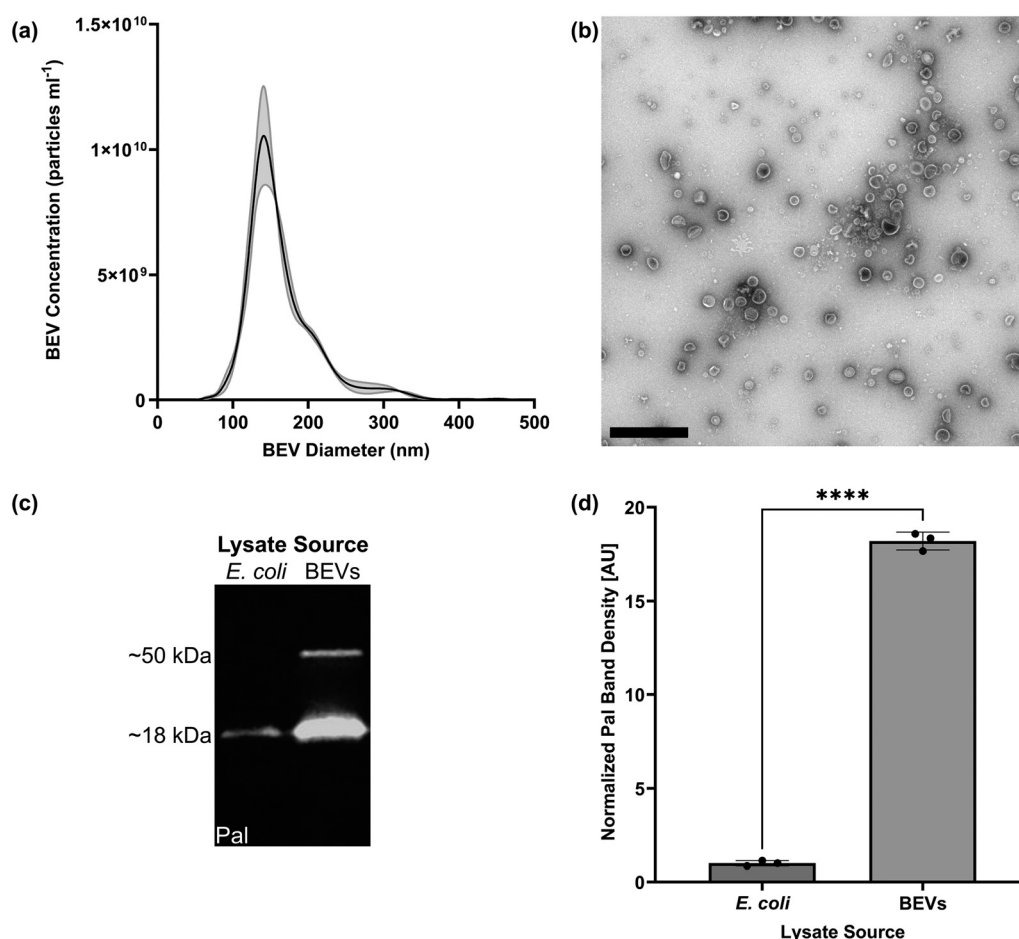 (a)
1.5×10¹⁰
1×10¹⁰
5×10⁹
0
BEV Concentration (particles ml⁻¹)
0
100
200
300
400
500
BEV Diameter (nm)
(b)
(c)
Lysate Source
E. coli BEVs
~50 kDa
~18 kDa
Pal
(d)
****
20
15
10
5
0
Normalized Pal Band Density [AU]
E. coli
BEVs
Lysate Source